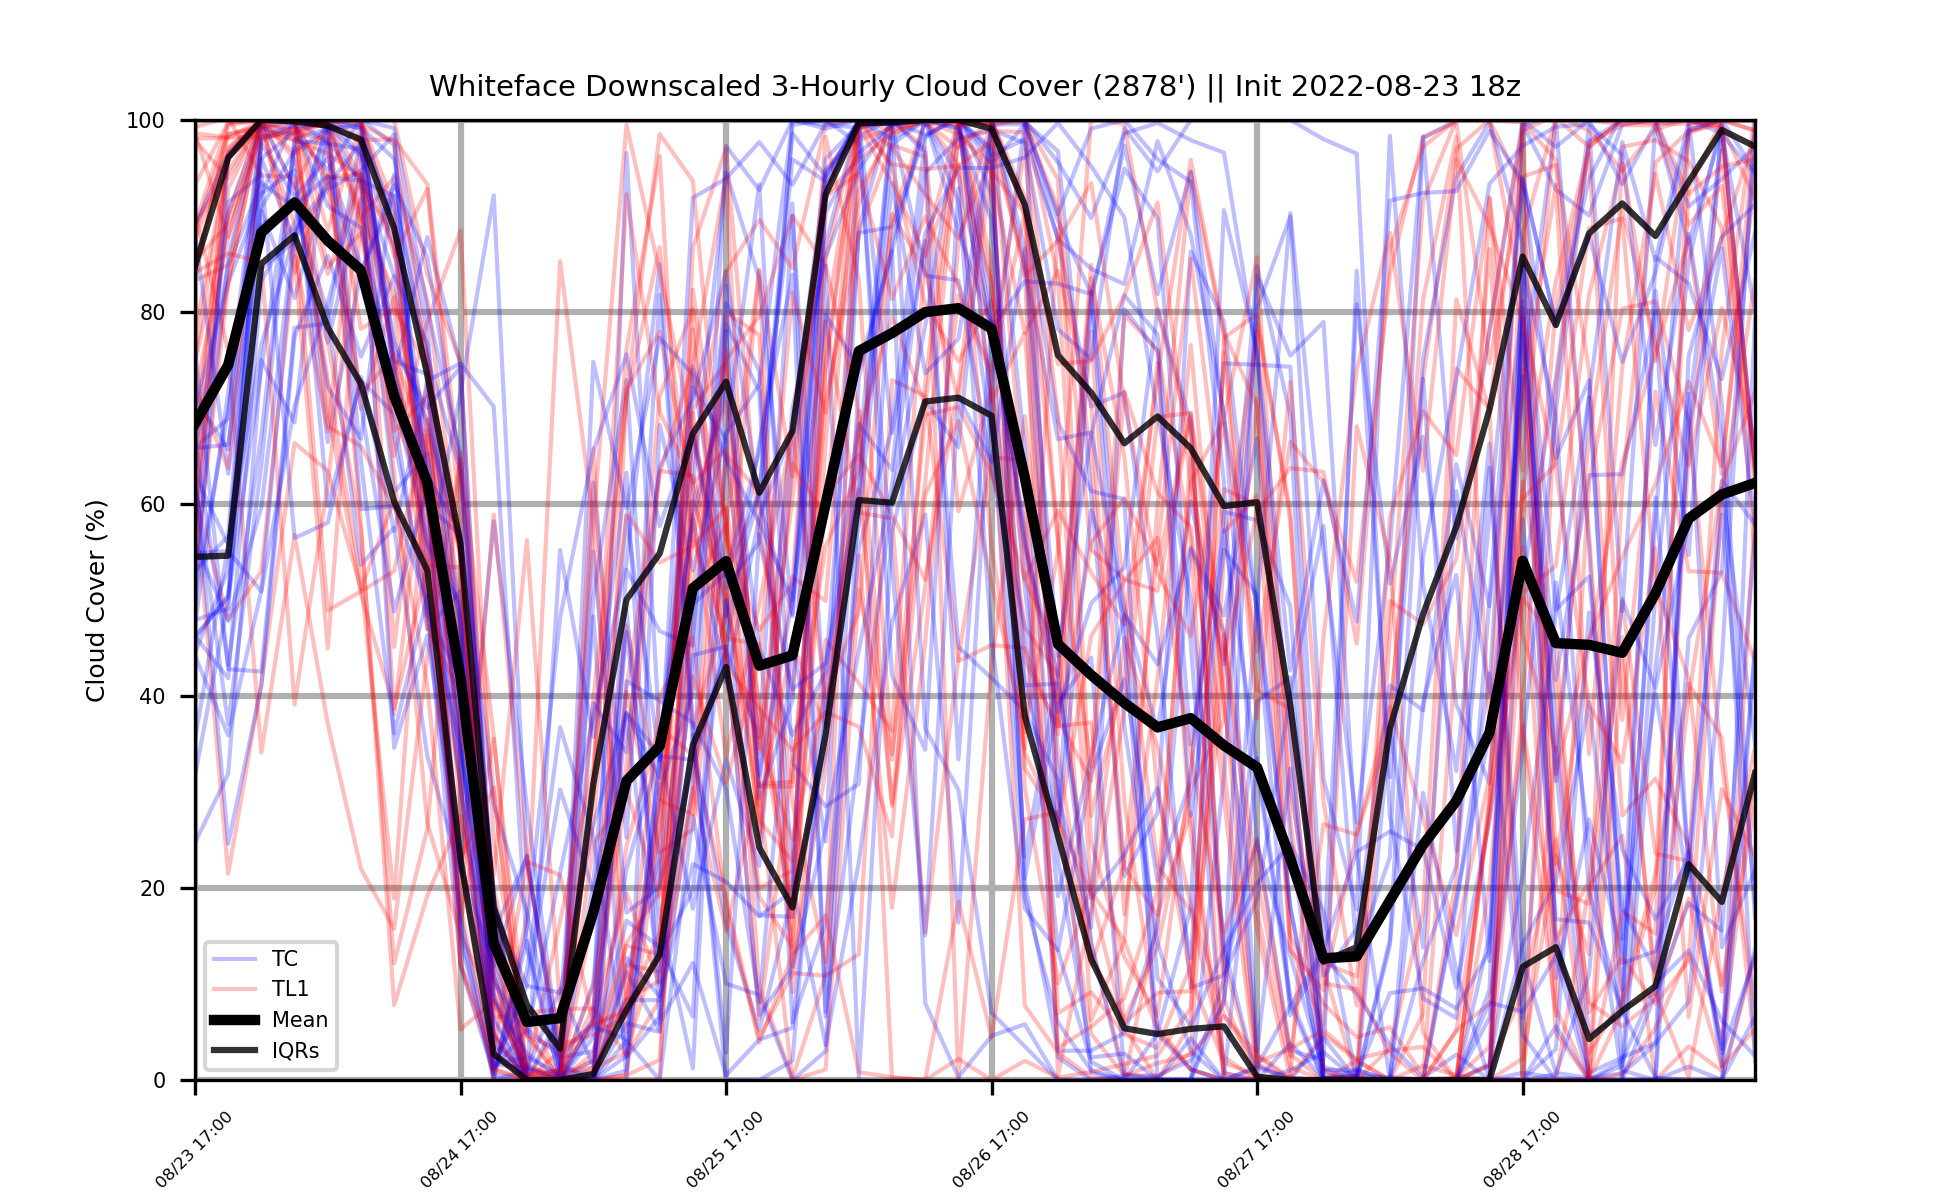 Whiteface Downscaled 3-Hourly Cloud Cover (2878') || Init 2022-08-23 18z
Cloud Cover (%)
100
80
60
40
20
0
TC
TL1
Mean
IQRs
08/23 17:00
08/24 17:00
08/25 17:00
08/26 17:00
08/27 17:00
08/28 17:00